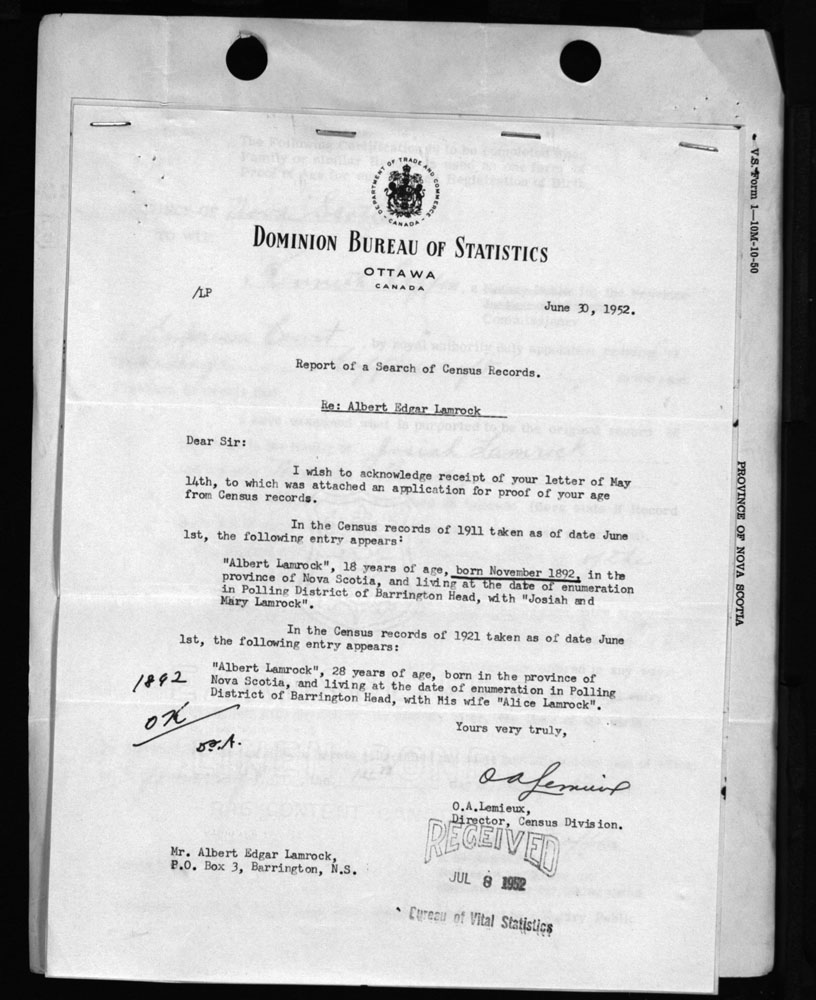 DEPARTMENT OF TRADE AND COMMERCE
CANADA
DOMINION BUREAU OF STATISTICS
OTTAWA
CANADA
/LP
June 30, 1952.
Report of a Search of Census Records.
Re: Albert Edgar Lamrock
Dear Sir:
I wish to acknowledge receipt of your letter of May
14th, to which was attached an application for proof of your age
from Census records.
In the Census records of 1911 taken as of date June
1st, the following entry appears:
"Albert Lamrock", 18 years of age, born November 1892, in the
province of Nova Scotia, and living at the date of enumeration
in Polling District of Barrington Head, with "Josiah and
Mary Lamrock".
In the Census records of 1921 taken as of date June
1st, the following entry appears:
"Albert Lamrock", 28 years of age, born in the province of
Nova Scotia, and living at the date of enumeration in Polling
District of Barrington Head, with His wife "Alice Lamrock".
1892
OK
Yours very truly,
O A Lemieux
O.A.Lemieux,
Director, Census Division.
RECEIVED
JUL 8 1952
Bureau of Vital Statistics
Mr. Albert Edgar Lamrock,
P.O. Box 3, Barrington, N.S.
V.S. Form 1—10M-10-50
PROVINCE OF NOVA SCOTIA